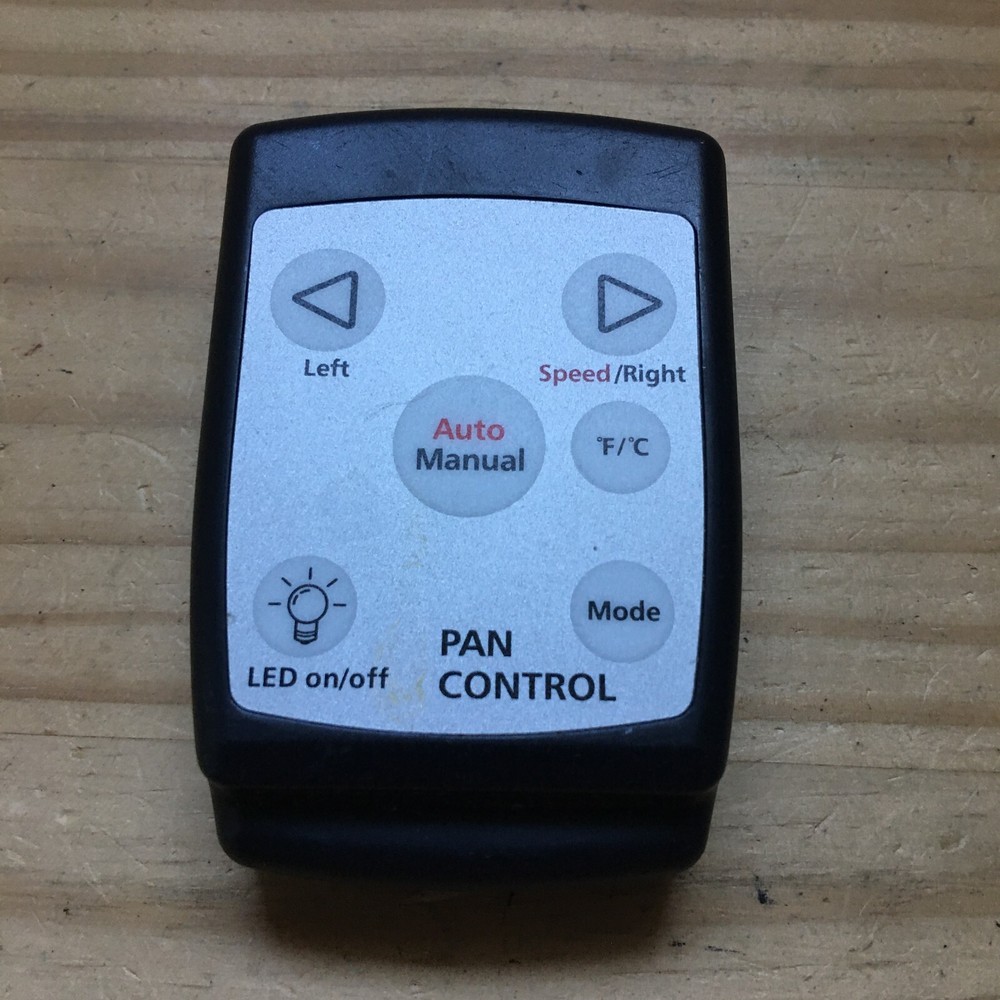 Left
Speed/Right
Auto
Manual
°F/°C
Mode
LED on/off
PAN
CONTROL